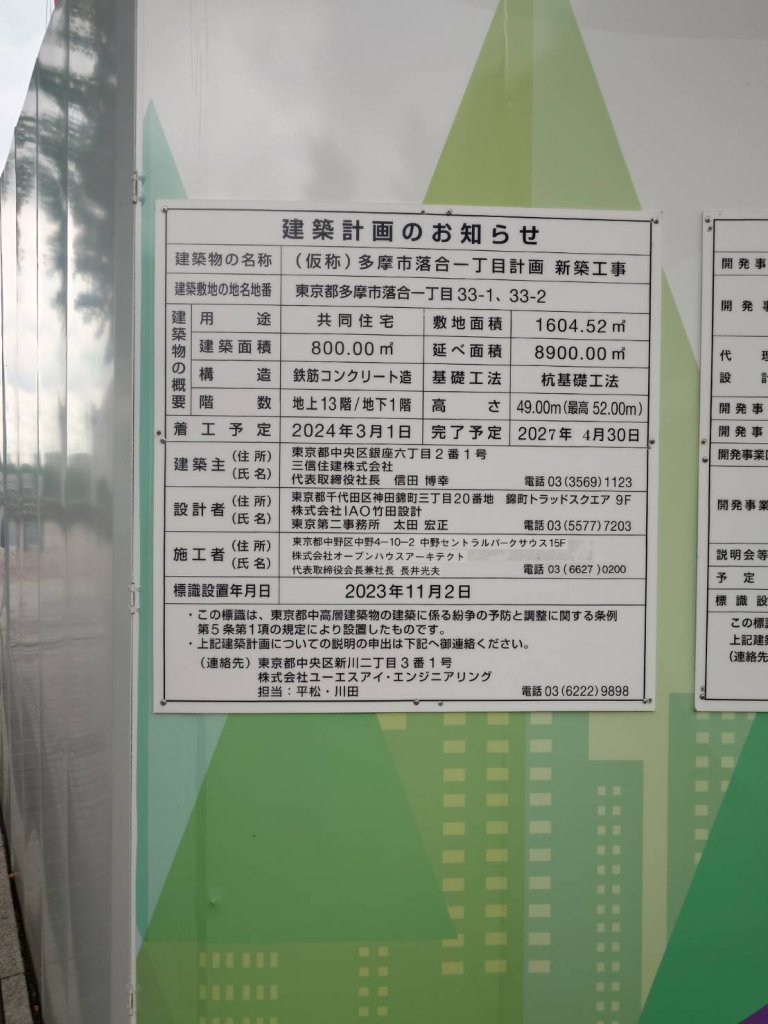 建築計画のお知らせ
建築物の名称 (仮称)多摩市落合一丁目計画 新築工事
建築敷地の地名地番 東京都多摩市落合一丁目33-1、33-2
建築物の概要
用途 共同住宅 敷地面積 1604.52㎡
建築面積 800.00㎡ 延べ面積 8900.00㎡
構造 鉄筋コンクリート造 基礎工法 杭基礎工法
階数 地上13階/地下1階 高さ 49.00m(最高52.00m)
着工予定 2024年3月1日 完了予定 2027年 4月30日
建築主 (住所) 東京都中央区銀座六丁目2番1号
(氏名) 三信住建株式会社
代表取締役社長 信田 博幸 電話03(3569)1123
設計者 (住所) 東京都千代田区神田錦町三丁目20番地 錦町トラッドスクエア 9F
(氏名) 株式会社IAO竹田設計
東京第二事務所 太田 宏正 電話03(5577)7203
施工者 (住所) 東京都中野区中野4-10-2 中野セントラルパークサウス15F
(氏名) 株式会社オープンハウスアーキテクト
代表取締役会長兼社長 長井光夫 電話 03(6627)0200
標識設置年月日 2023年11月2日
・この標識は、東京都中高層建築物の建築に係る紛争の予防と調整に関する条例
第5条第1項の規定により設置したものです。
・上記建築計画についての説明の申出は下記へ御連絡ください。
(連絡先) 東京都中央区新川二丁目3番1号
株式会社ユーエスアイ・エンジニアリング
担当:平松・川田 電話03(6222)9898
開発事
開発事
代理
設計
開発事
開発事
開発事業
開発事業
説明会等
予定
標識設
この標
上記建
(連絡先